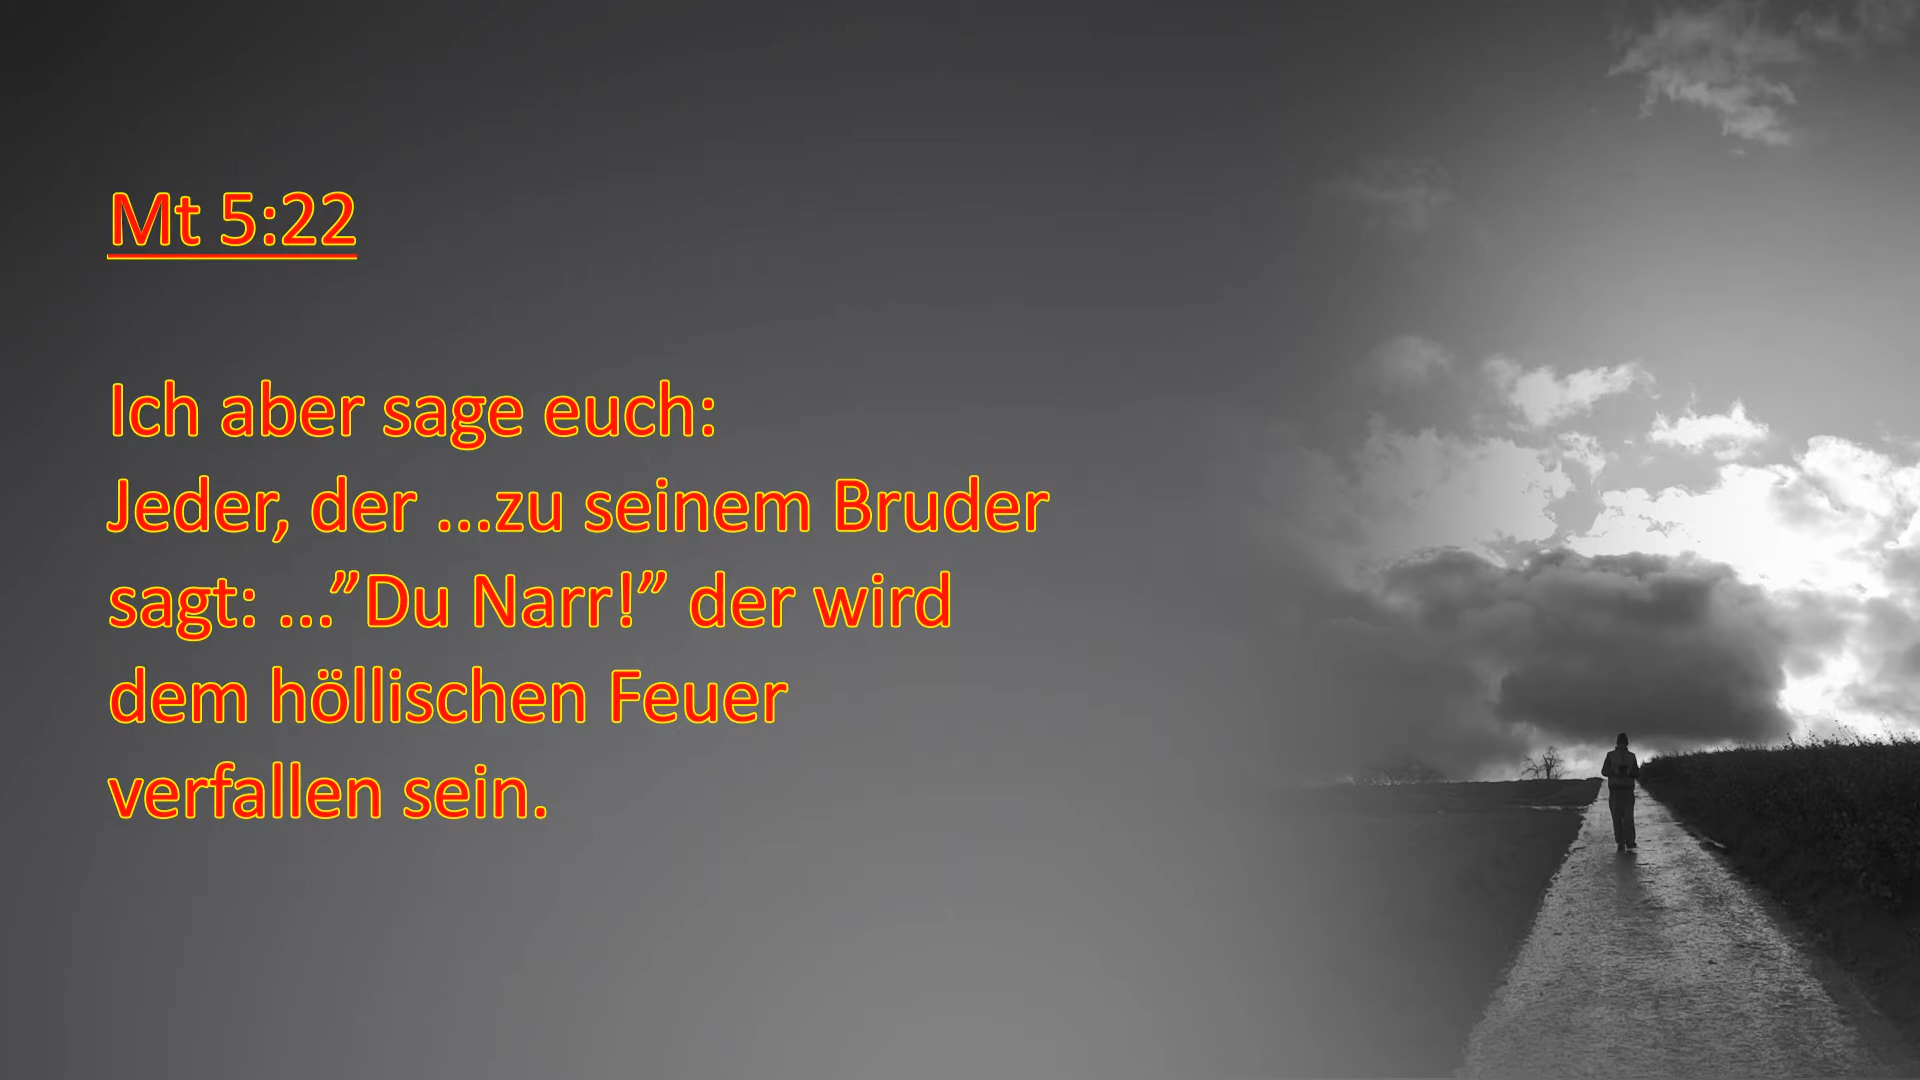 Mt 5:22
Ich aber sage euch:
Jeder, der ...zu seinem Bruder
sagt: ...”Du Narr!” der wird
dem höllischen Feuer
verfallen sein.